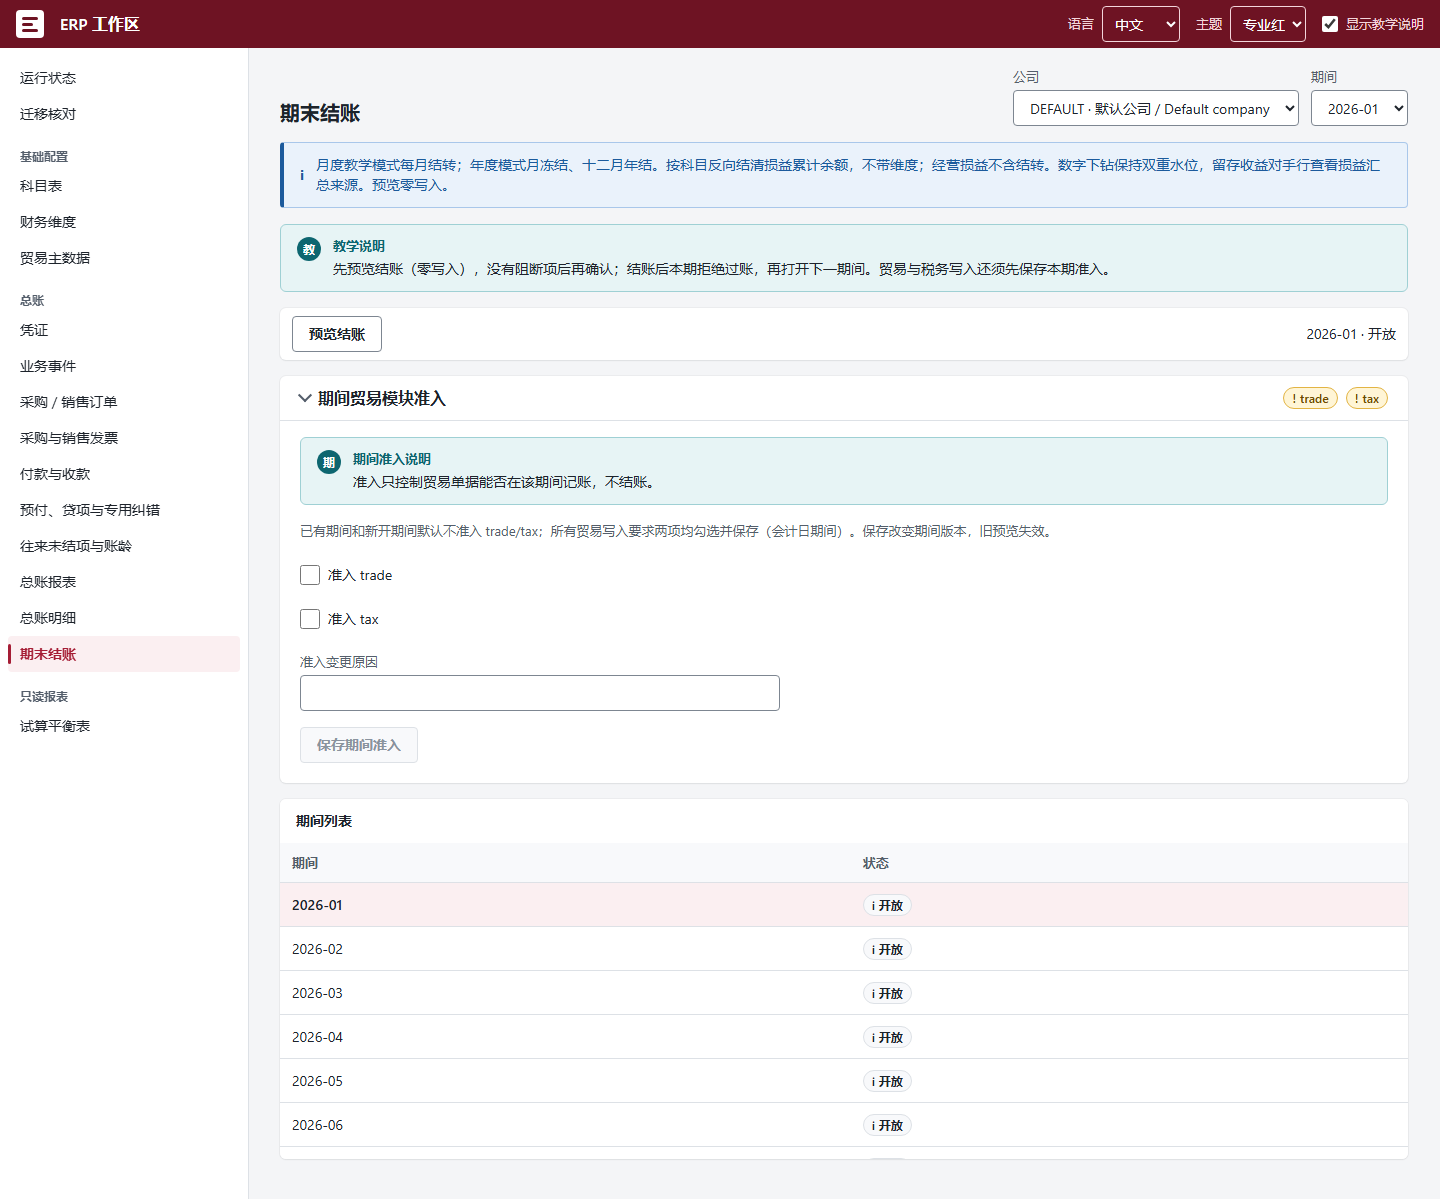 ERP 工作区
语言
中文
主题
专业红
显示教学说明
运行状态
迁移核对
基础配置
科目表
财务维度
贸易主数据
总账
凭证
业务事件
采购 / 销售订单
采购与销售发票
付款与收款
预付、贷项与专用纠错
往来未结项与账龄
总账报表
总账明细
期末结账
只读报表
试算平衡表
期末结账
公司
DEFAULT · 默认公司 / Default company
期间
2026-01
i
月度教学模式每月结转；年度模式月冻结、十二月年结。按科目反向结清损益累计余额，不带维度；经营损益不含结转。数字下钻保持双重水位，留存收益对手行查看损益汇
总来源。预览零写入。
教
教学说明
先预览结账（零写入），没有阻断项后再确认；结账后本期拒绝过账，再打开下一期间。贸易与税务写入还须先保存本期准入。
预览结账
2026-01 · 开放
期间贸易模块准入
! trade
! tax
期
期间准入说明
准入只控制贸易单据能否在该期间记账，不结账。
已有期间和新开期间默认不准入 trade/tax；所有贸易写入要求两项均勾选并保存（会计日期间）。保存改变期间版本，旧预览失效。
准入 trade
准入 tax
准入变更原因
保存期间准入
期间列表
期间
状态
2026-01
i 开放
2026-02
i 开放
2026-03
i 开放
2026-04
i 开放
2026-05
i 开放
2026-06
i 开放